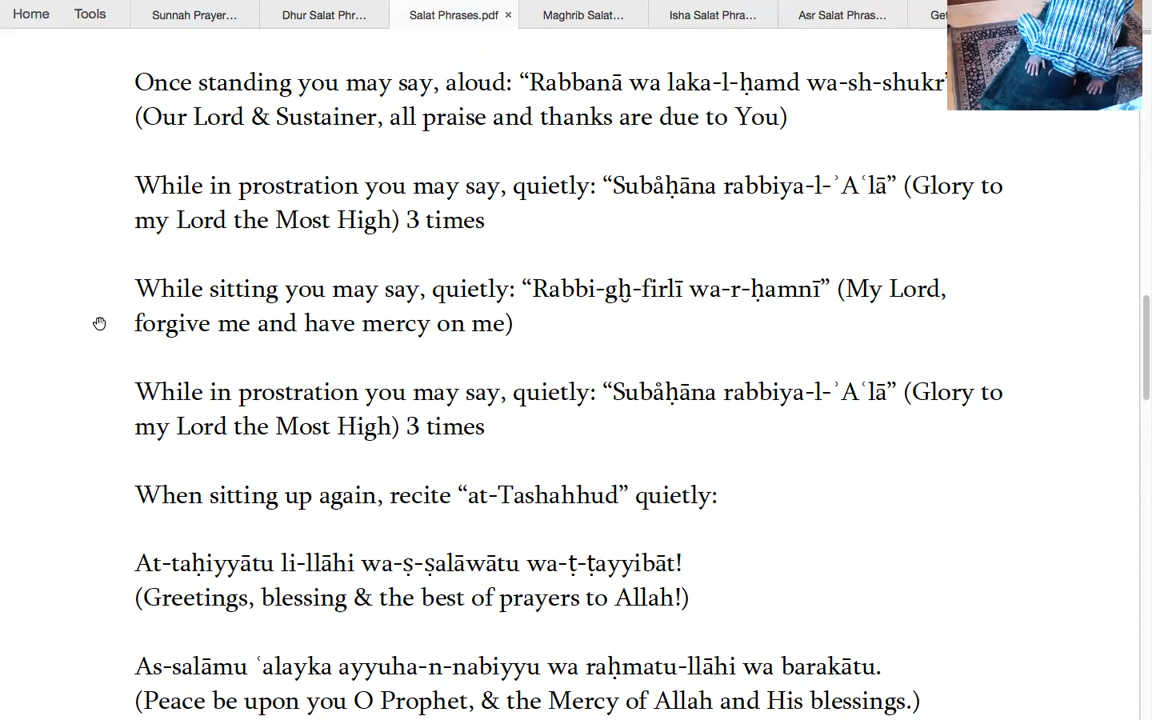 Home Tools Sunnah Prayer... Dhur Salat Phr... Salat Phrases.pdf × Maghrib Salat... Isha Salat Phra... Asr Salat Phras...
Once standing you may say, aloud: “Rabbanā wa laka-l-ḥamd wa-sh-shukr
(Our Lord & Sustainer, all praise and thanks are due to You)
While in prostration you may say, quietly: “Subåḥāna rabbiya-l-ʾAʿlā” (Glory to
my Lord the Most High) 3 times
While sitting you may say, quietly: “Rabbi-gẖ-firlī wa-r-ḥamnī” (My Lord,
forgive me and have mercy on me)
While in prostration you may say, quietly: “Subåḥāna rabbiya-l-ʾAʿlā” (Glory to
my Lord the Most High) 3 times
When sitting up again, recite “at-Tashahhud” quietly:
At-taḥiyyātu li-llāhi wa-ṣ-ṣalāwātu wa-ṭ-ṭayyibāt!
(Greetings, blessing & the best of prayers to Allah!)
As-salāmu ʿalayka ayyuha-n-nabiyyu wa raḥmatu-llāhi wa barakātu.
(Peace be upon you O Prophet, & the Mercy of Allah and His blessings.)